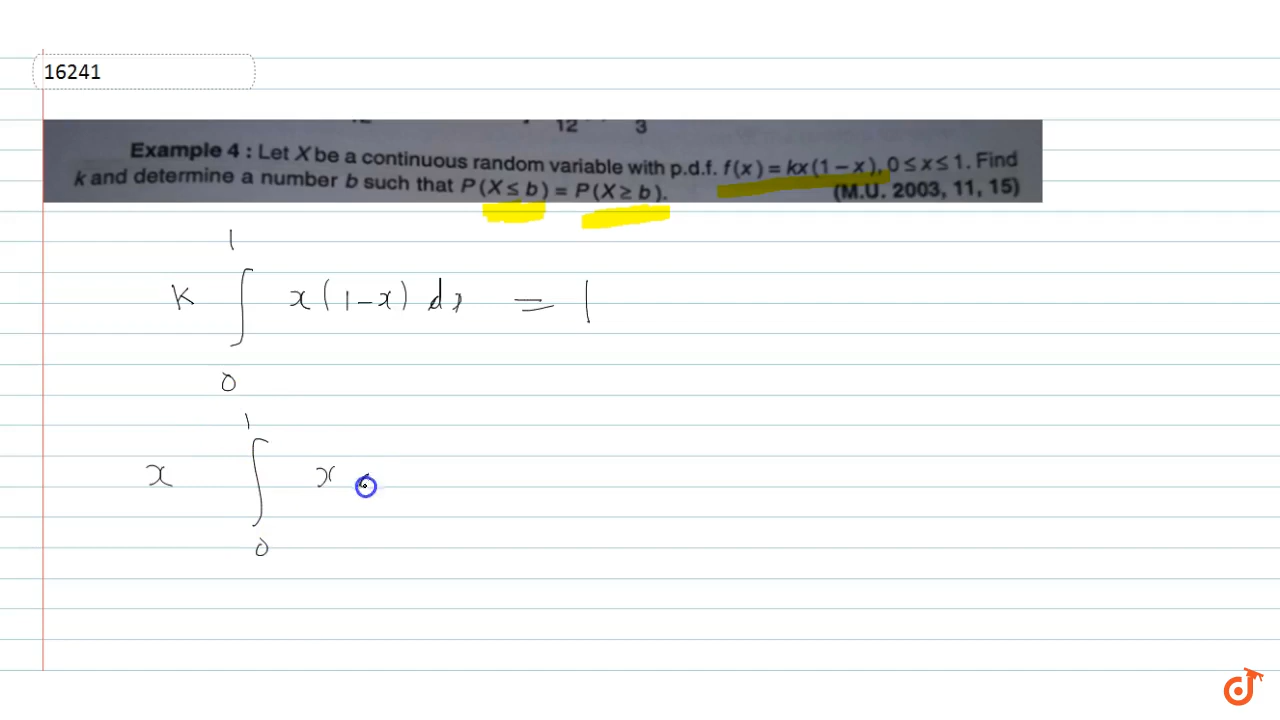 16241
12 3
Example 4 : Let X be a continuous random variable with p.d.f. f(x) = kx(1 – x), 0 ≤ x ≤ 1. Find
k and determine a number b such that P(X ≤ b) = P(X ≥ b).
(M.U. 2003, 11, 15)
1
K ∫ x(1-x) dx = 1
0
1
x ∫ x
0